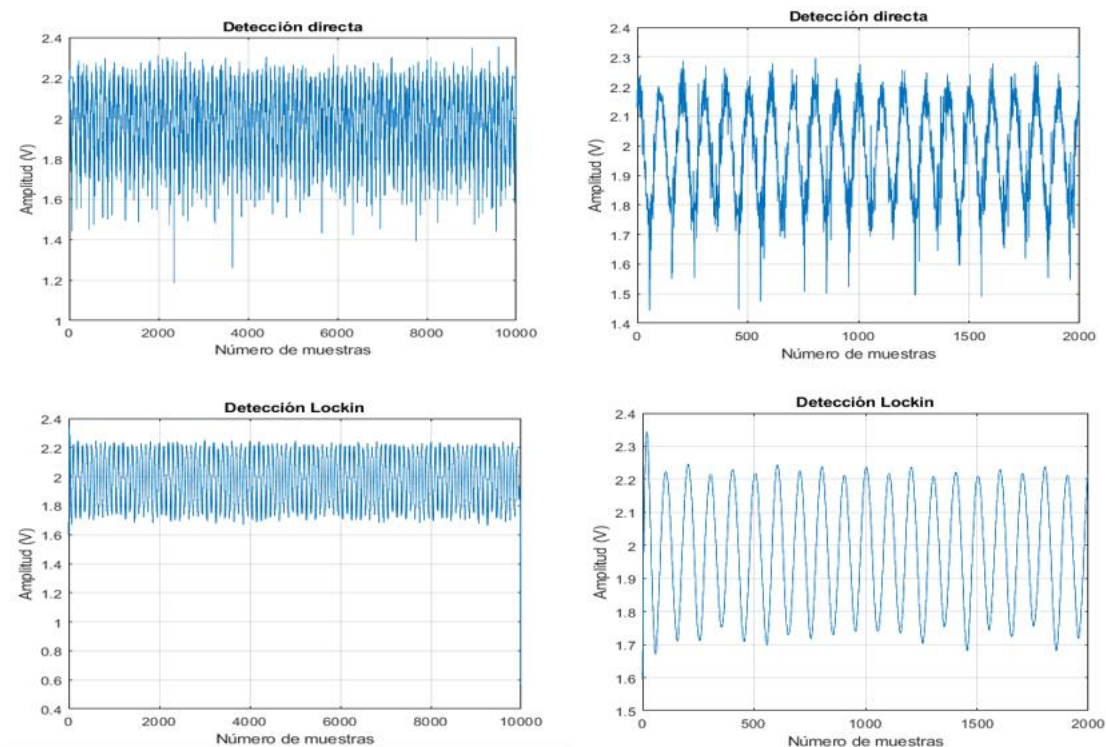 Detección directa
Amplitud (V)
2.4
2.2
2
1.8
1.6
1.4
1.2
1
0 2000 4000 6000 8000 10000
Número de muestras
Detección directa
Amplitud (V)
2.4
2.3
2.2
2.1
2
1.9
1.8
1.7
1.6
1.5
1.4
0 500 1000 1500 2000
Número de muestras
Detección Lockin
Amplitud (V)
2.4
2.2
2
1.8
1.6
1.4
1.2
1
0.8
0.6
0.4
0 2000 4000 6000 8000 10000
Número de muestras
Detección Lockin
Amplitud (V)
2.4
2.3
2.2
2.1
2
1.9
1.8
1.7
1.6
1.5
0 500 1000 1500 2000
Número de muestras